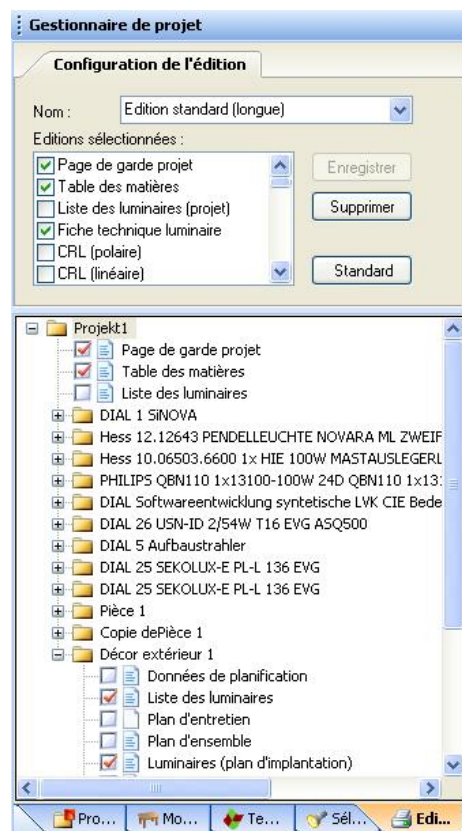 Gestionnaire de projet
Configuration de l'édition
Nom :
Edition standard (longue)
Editions sélectionnées :
Page de garde projet
Table des matières
Liste des luminaires (projet)
Fiche technique luminaire
CRL (polaire)
CRL (linéaire)
Enregistrer
Supprimer
Standard
Projekt1
Page de garde projet
Table des matières
Liste des luminaires
DIAL 1 SiNOVA
Hess 12.12643 PENDELLEUCHTE NOVARA ML ZWEIF
Hess 10.06503.6600 1x HIE 100W MASTAUSLEGERL
PHILIPS QBN110 1x13100-100W 24D QBN110 1x13:
DIAL Softwareentwicklung syntetische LVK CIE Bede
DIAL 26 USN-ID 2/54W T16 EVG ASQ500
DIAL 5 Aufbaustrahler
DIAL 25 SEKOLUX-E PL-L 136 EVG
DIAL 25 SEKOLUX-E PL-L 136 EVG
Pièce 1
Copie dePièce 1
Décor extérieur 1
Données de planification
Liste des luminaires
Plan d'entretien
Plan d'ensemble
Luminaires (plan d'implantation)
Pro... Mo... Te... Sél... Edi...